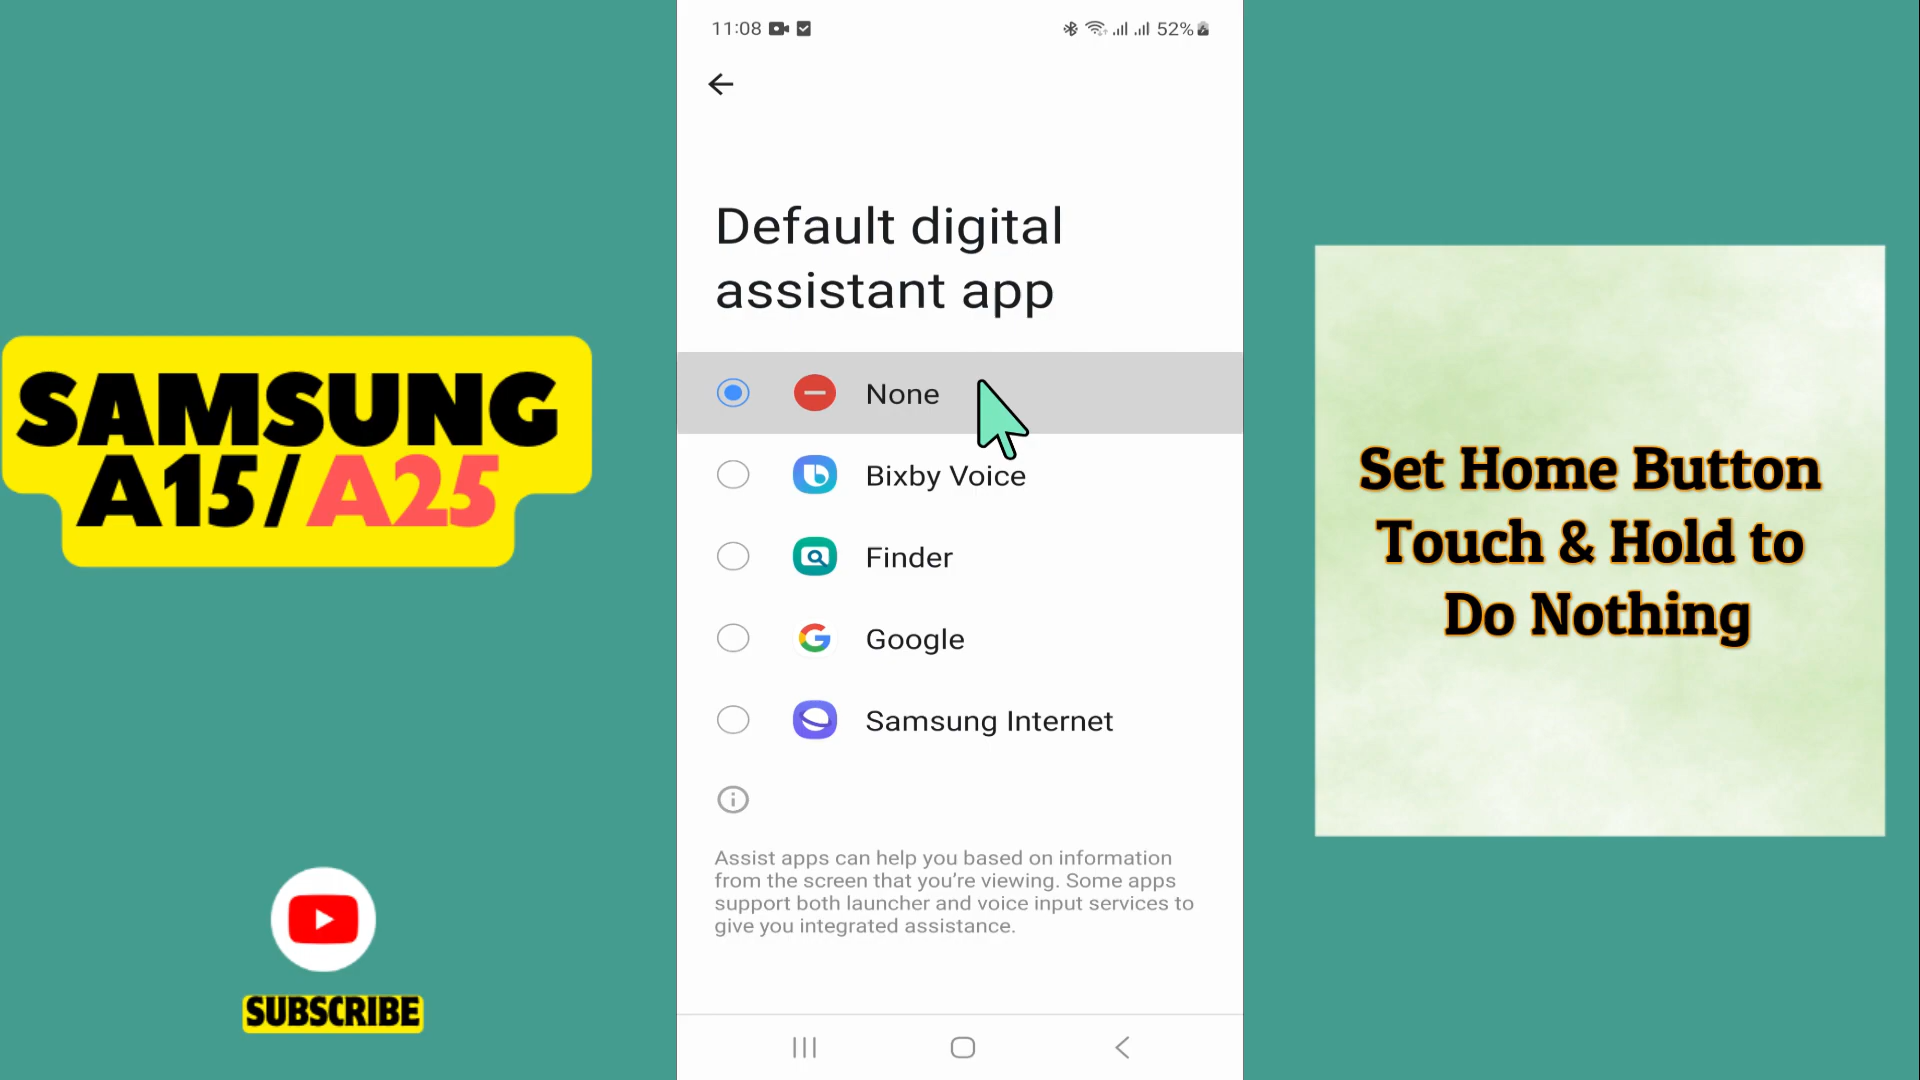 11:08
52%
Default digital
assistant app
None
Bixby Voice
Finder
Google
Samsung Internet
Assist apps can help you based on information
from the screen that you're viewing. Some apps
support both launcher and voice input services to
give you integrated assistance.
SAMSUNG
A15/A25
SUBSCRIBE
Set Home Button
Touch & Hold to
Do Nothing